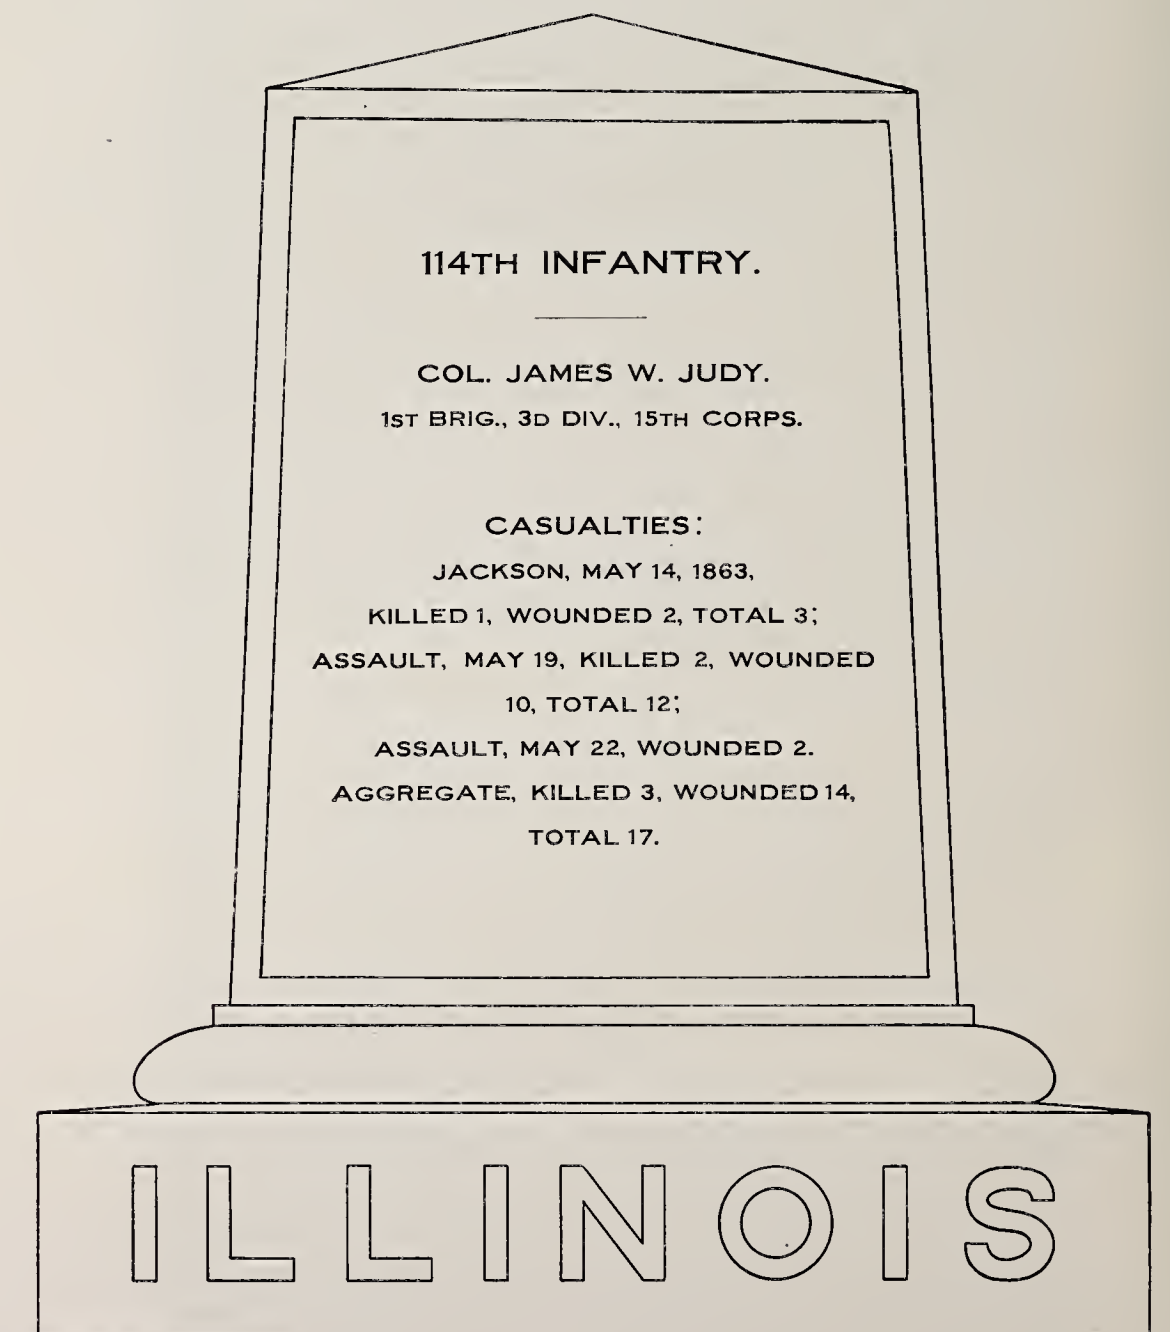 114TH INFANTRY.
COL. JAMES W. JUDY.
1ST BRIG., 3D DIV., 15TH CORPS.
CASUALTIES:
JACKSON, MAY 14, 1863,
KILLED 1, WOUNDED 2, TOTAL 3;
ASSAULT, MAY 19, KILLED 2, WOUNDED
10, TOTAL 12;
ASSAULT, MAY 22, WOUNDED 2.
AGGREGATE, KILLED 3, WOUNDED 14,
TOTAL 17.
ILLINOIS